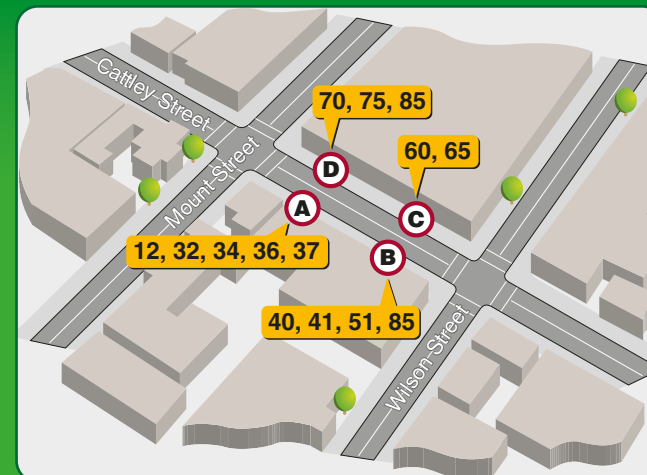 Cattley Street
70, 75, 85
60, 65
Mount Street
D
A
C
12, 32, 34, 36, 37
B
40, 41, 51, 85
Wilson Street